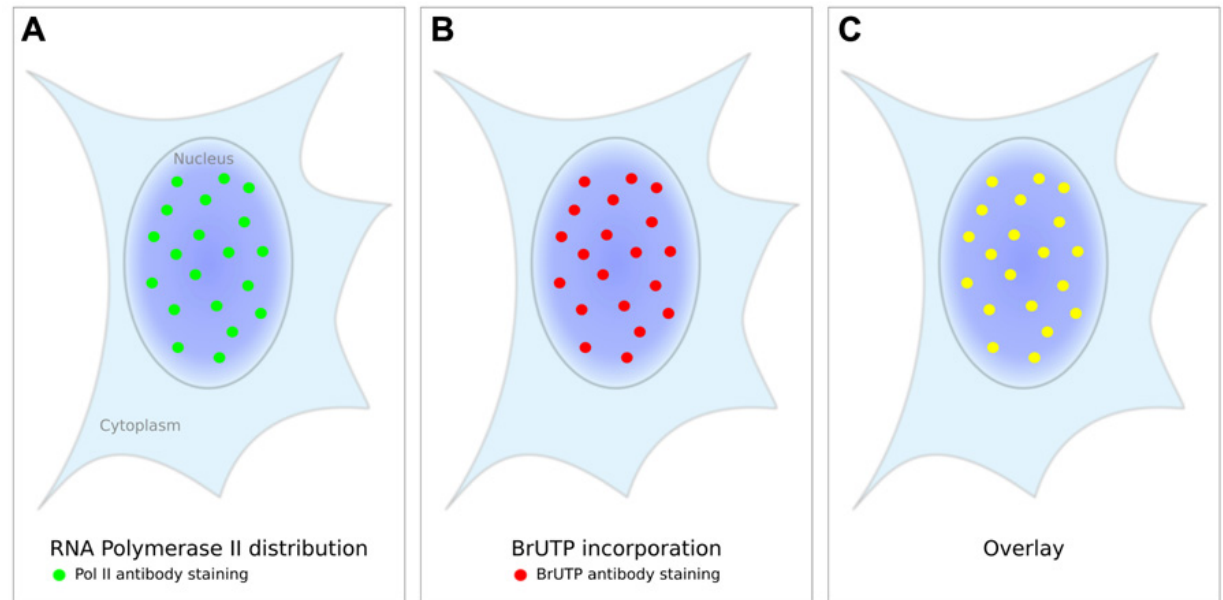 A
Nucleus
Cytoplasm
RNA Polymerase II distribution
Pol II antibody staining
B
BrUTP incorporation
BrUTP antibody staining
C
Overlay